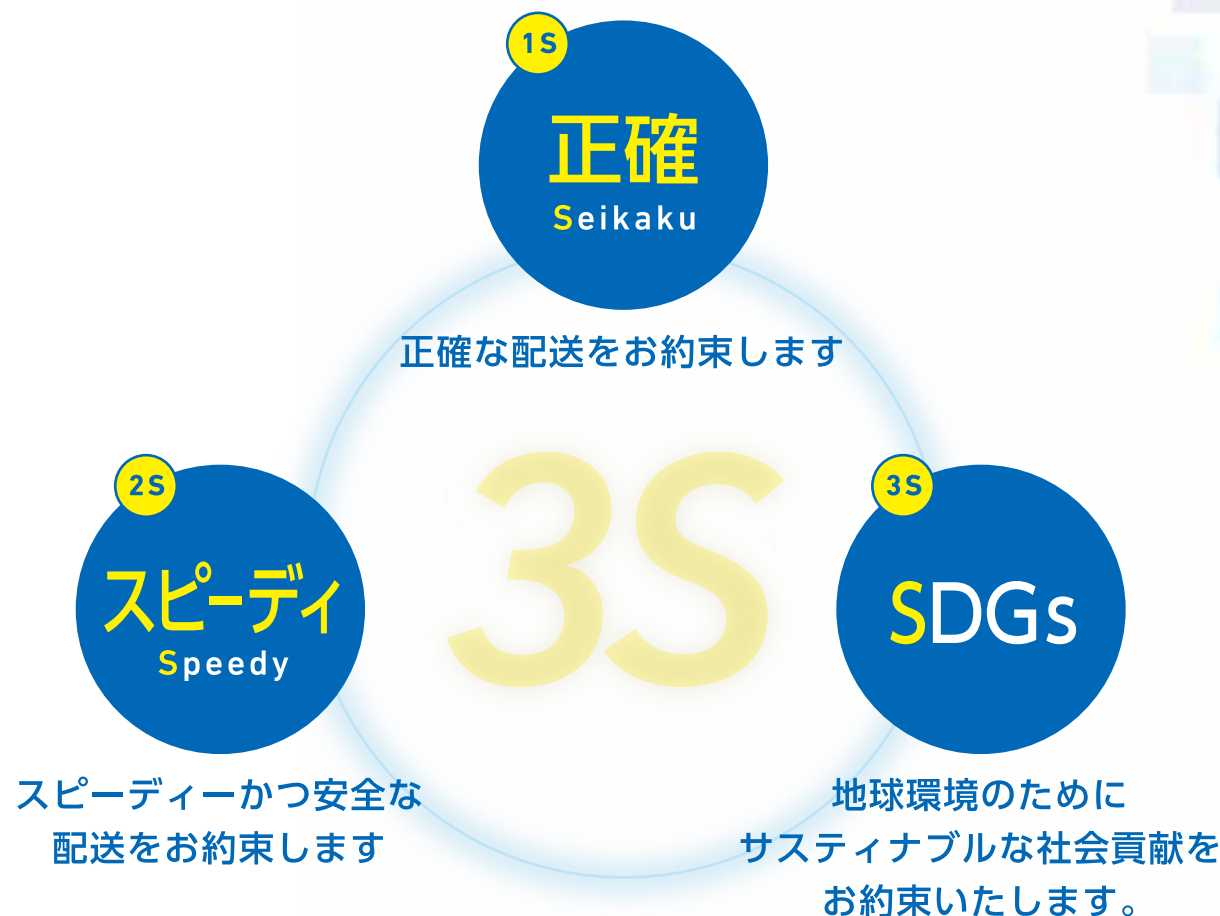 1S
正確
Seikaku
正確な配送をお約束します
3S
2S
スピーディ
Speedy
スピーディーかつ安全な
配送をお約束します
3S
SDGs
地球環境のために
サスティナブルな社会貢献を
お約束いたします。